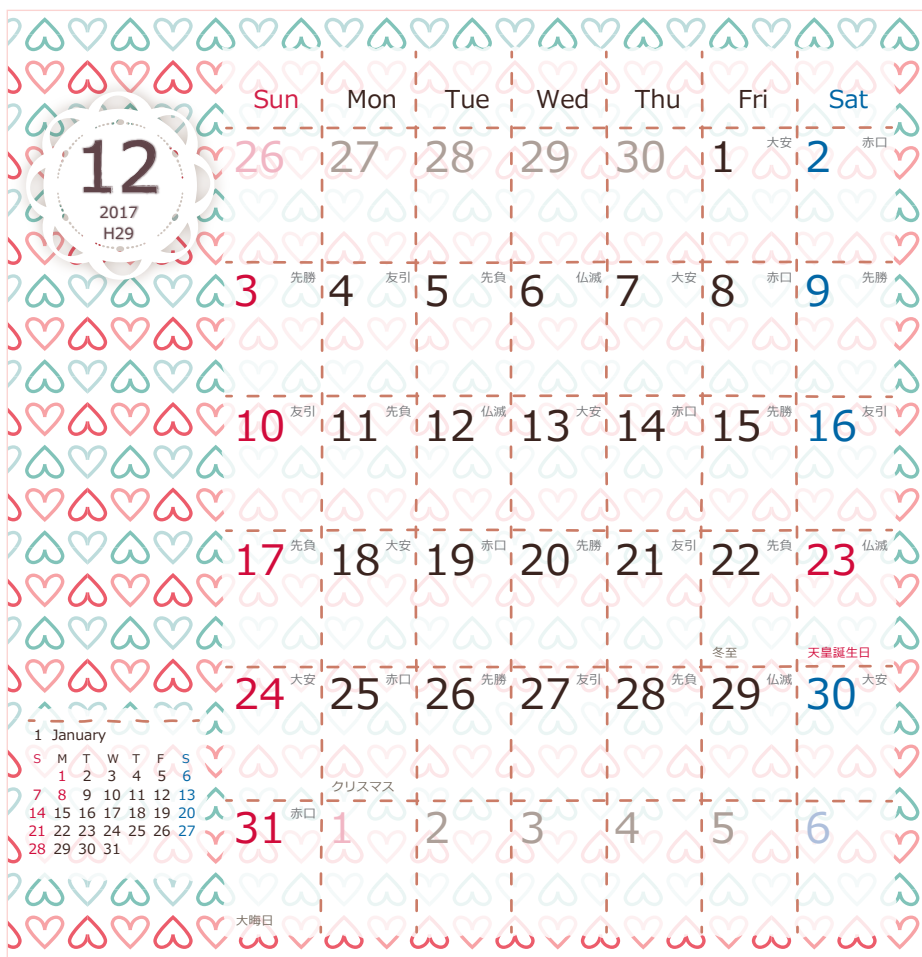 12
2017
H29
Sun Mon Tue Wed Thu Fri Sat
26 27 28 29 30 1 大安 2 赤口
3 先勝 4 友引 5 先負 6 仏滅 7 大安 8 赤口 9 先勝
10 友引 11 先負 12 仏滅 13 大安 14 赤口 15 先勝 16 友引
17 先負 18 大安 19 赤口 20 先勝 21 友引 22 先負 23 仏滅
冬至 天皇誕生日
24 大安 25 赤口 26 先勝 27 友引 28 先負 29 仏滅 30 大安
クリスマス
31 赤口 1 2 3 4 5 6
大晦日
1 January
S M T W T F S
1 2 3 4 5 6
7 8 9 10 11 12 13
14 15 16 17 18 19 20
21 22 23 24 25 26 27
28 29 30 31